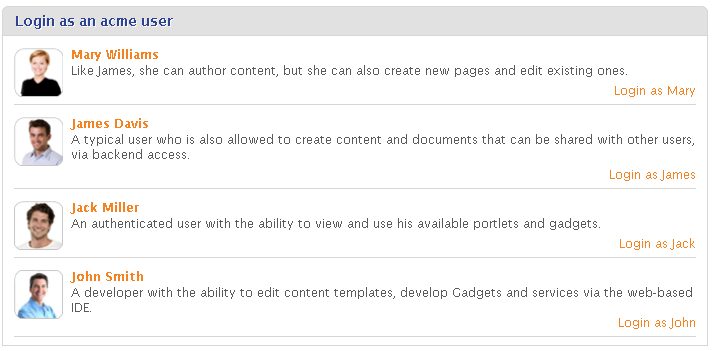 Login as an acme user
Mary Williams
Like James, she can author content, but she can also create new pages and edit existing ones.
Login as Mary
James Davis
A typical user who is also allowed to create content and documents that can be shared with other users,
via backend access.
Login as James
Jack Miller
An authenticated user with the ability to view and use his available portlets and gadgets.
Login as Jack
John Smith
A developer with the ability to edit content templates, develop Gadgets and services via the web-based
IDE.
Login as John